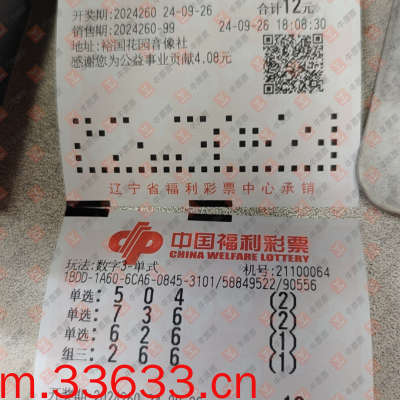 开奖期:2024260 24-09-26 合计12元
销售期:2024260-99 24-09-26 18:08:30
地址:裕国花园音像社
感谢您为公益事业贡献4.08元
辽宁省福利彩票中心承销
中国福利彩票
CHINA WELFARE LOTTERY
玩法:数字3-单式 机号:21100064
1BDD-1A60-6CA6-0845-3101/58849522/90556
单选: 5 0 4 (2)
单选: 7 3 6 (2)
单选: 6 2 6 (1)
组三: 2 6 6 (1)
m.33633.cn